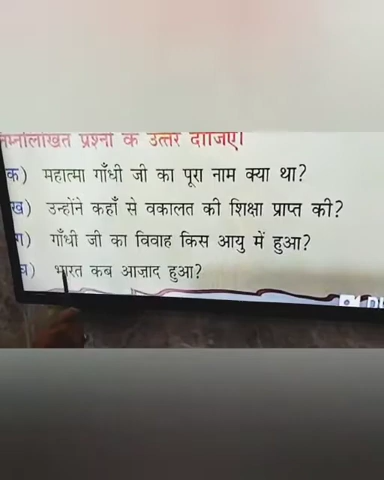 निम्नलिखित प्रश्नों के उत्तर दीजिए।
क) महात्मा गाँधी जी का पूरा नाम क्या था?
ख) उन्होंने कहाँ से वकालत की शिक्षा प्राप्त की?
ग) गाँधी जी का विवाह किस आयु में हुआ?
घ) भारत कब आज़ाद हुआ?